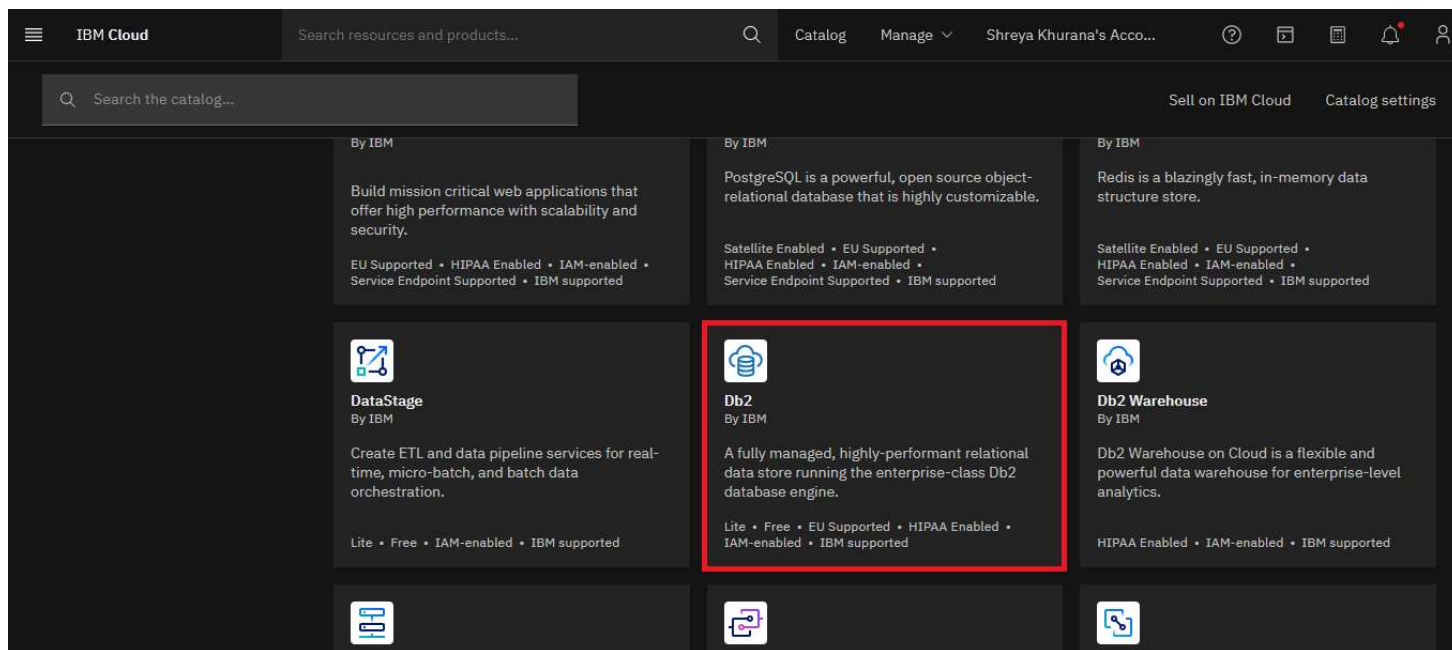 IBM Cloud
Search resources and products...
Catalog
Manage
Shreya Khurana's Acco...
Search the catalog...
Sell on IBM Cloud
Catalog settings
By IBM
Build mission critical web applications that
offer high performance with scalability and
security.
EU Supported • HIPAA Enabled • IAM-enabled •
Service Endpoint Supported • IBM supported
By IBM
PostgreSQL is a powerful, open source object-
relational database that is highly customizable.
Satellite Enabled • EU Supported •
HIPAA Enabled • IAM-enabled •
Service Endpoint Supported • IBM supported
By IBM
Redis is a blazingly fast, in-memory data
structure store.
Satellite Enabled • EU Supported •
HIPAA Enabled • IAM-enabled •
Service Endpoint Supported • IBM supported
DataStage
By IBM
Create ETL and data pipeline services for real-
time, micro-batch, and batch data
orchestration.
Lite • Free • IAM-enabled • IBM supported
Db2
By IBM
A fully managed, highly-performant relational
data store running the enterprise-class Db2
database engine.
Lite • Free • EU Supported • HIPAA Enabled •
IAM-enabled • IBM supported
Db2 Warehouse
By IBM
Db2 Warehouse on Cloud is a flexible and
powerful data warehouse for enterprise-level
analytics.
HIPAA Enabled • IAM-enabled • IBM supported